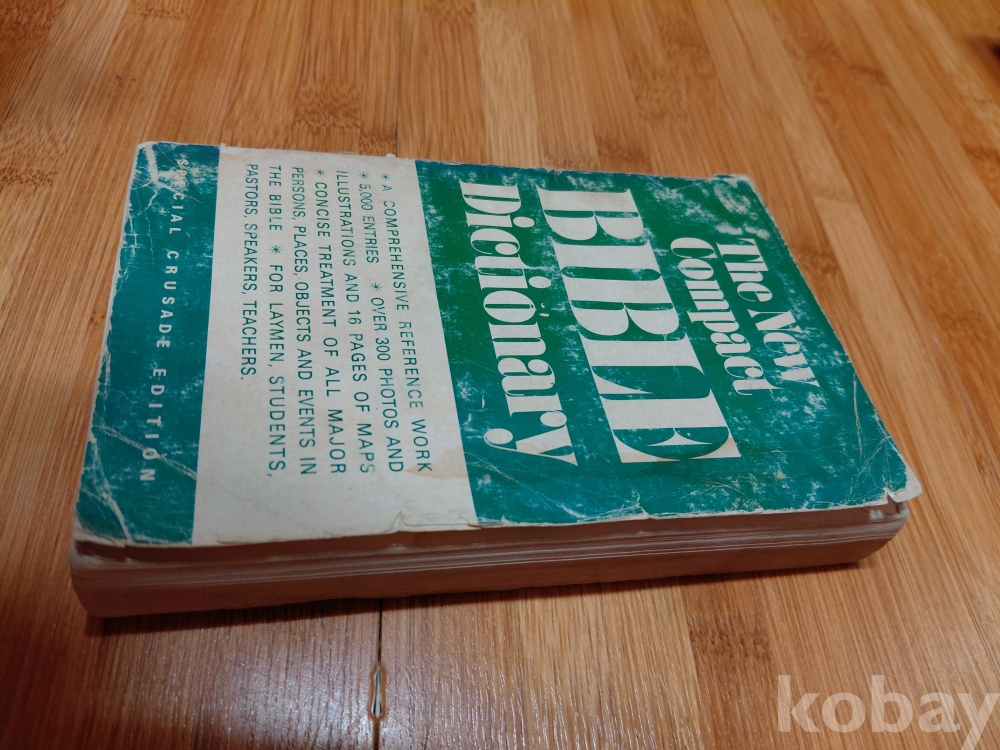 The New
Compact
BIBLE
Dictionary
* A COMPREHENSIVE REFERENCE WORK
* 5,000 ENTRIES * OVER 300 PHOTOS AND
ILLUSTRATIONS AND 16 PAGES OF MAPS
* CONCISE TREATMENT OF ALL MAJOR
PERSONS, PLACES, OBJECTS AND EVENTS IN
THE BIBLE * FOR LAYMEN, STUDENTS,
PASTORS, SPEAKERS, TEACHERS.
SPECIAL CRUSADE EDITION
kobay